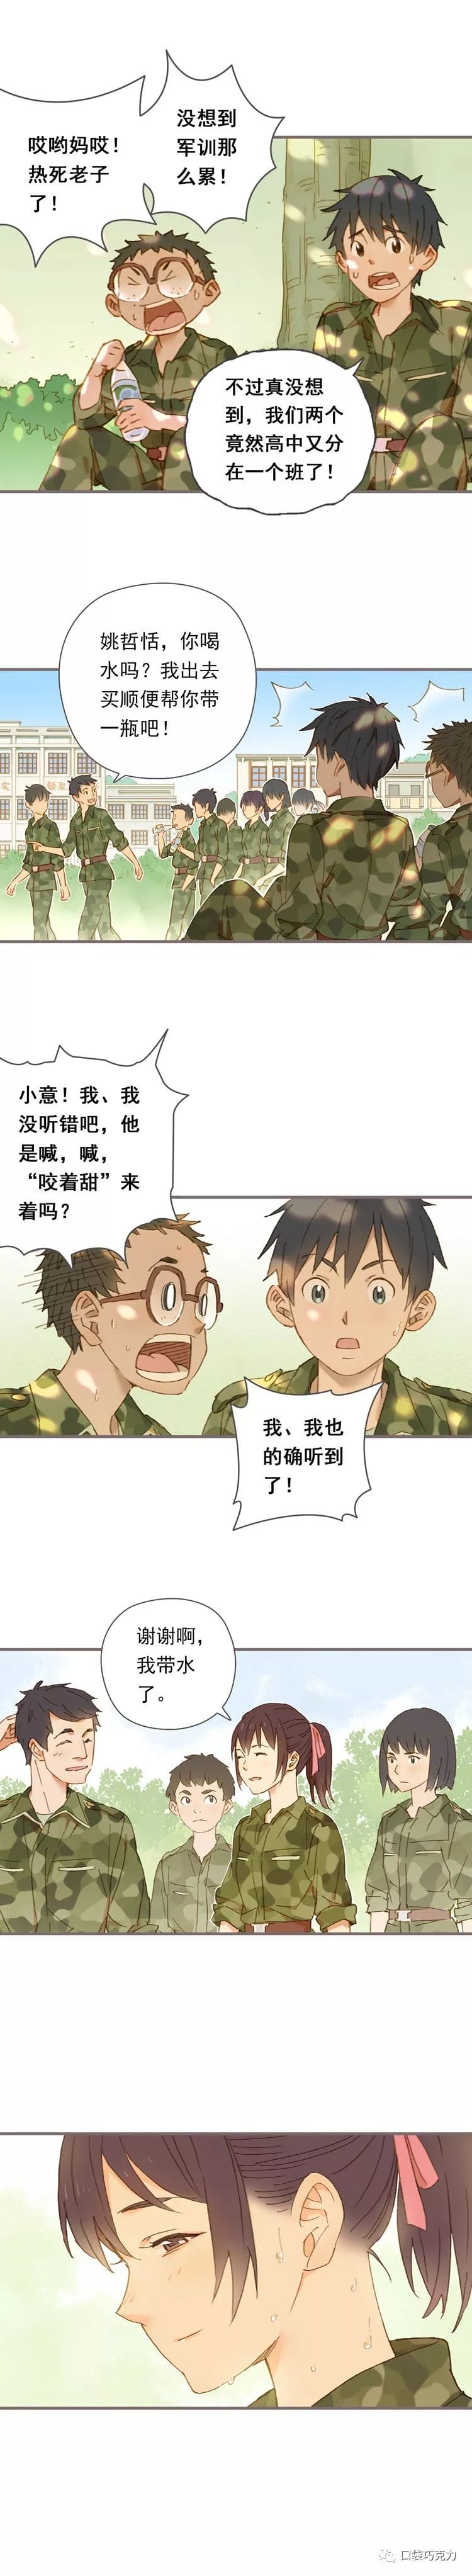 哎哟妈哎！
热死老子
了！
没想到
军训那
么累！
不过真没想
到，我们两个
竟然高中又分
在一个班了！
姚哲恬，你喝
水吗？我出去
买顺便帮你带
一瓶吧！
小意！我、我
没听错吧，他
是喊，喊，
“咬着甜”来
着吗？
我、我也
的确听到
了！
谢谢啊，
我带水
了。
口袋巧克力